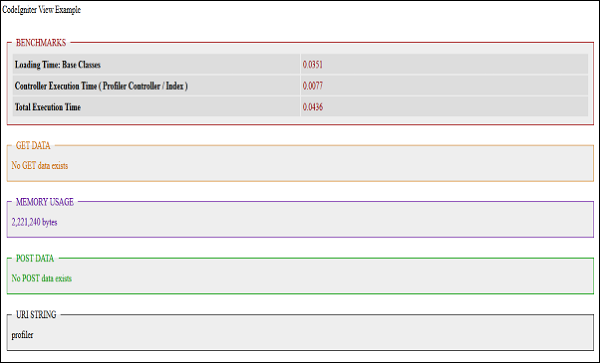 CodeIgniter View Example
BENCHMARKS
Loading Time: Base Classes 0.0351
Controller Execution Time ( Profiler Controller / Index ) 0.0077
Total Execution Time 0.0436
GET DATA
No GET data exists
MEMORY USAGE
2,221,240 bytes
POST DATA
No POST data exists
URI STRING
profiler